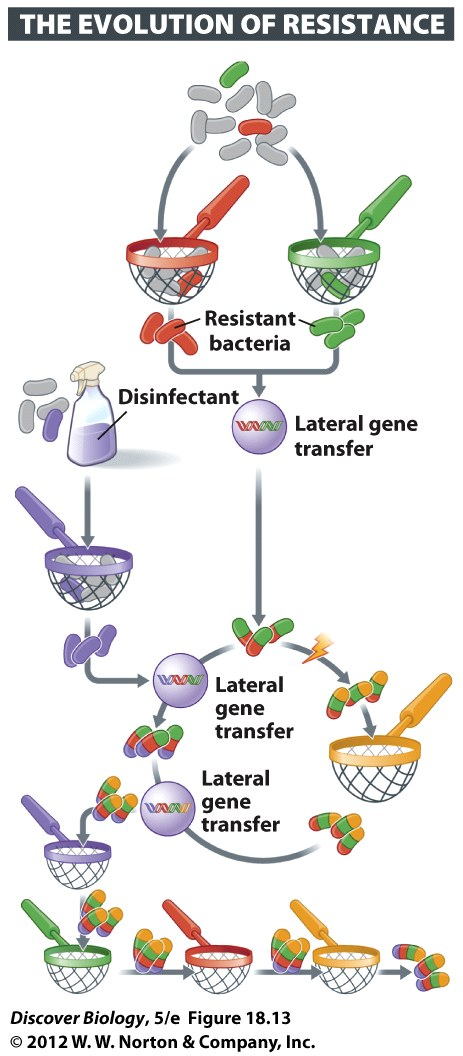 THE EVOLUTION OF RESISTANCE
Resistant
bacteria
Disinfectant
Lateral gene
transfer
Lateral
gene
transfer
Lateral
gene
transfer
Discover Biology, 5/e Figure 18.13
© 2012 W. W. Norton & Company, Inc.